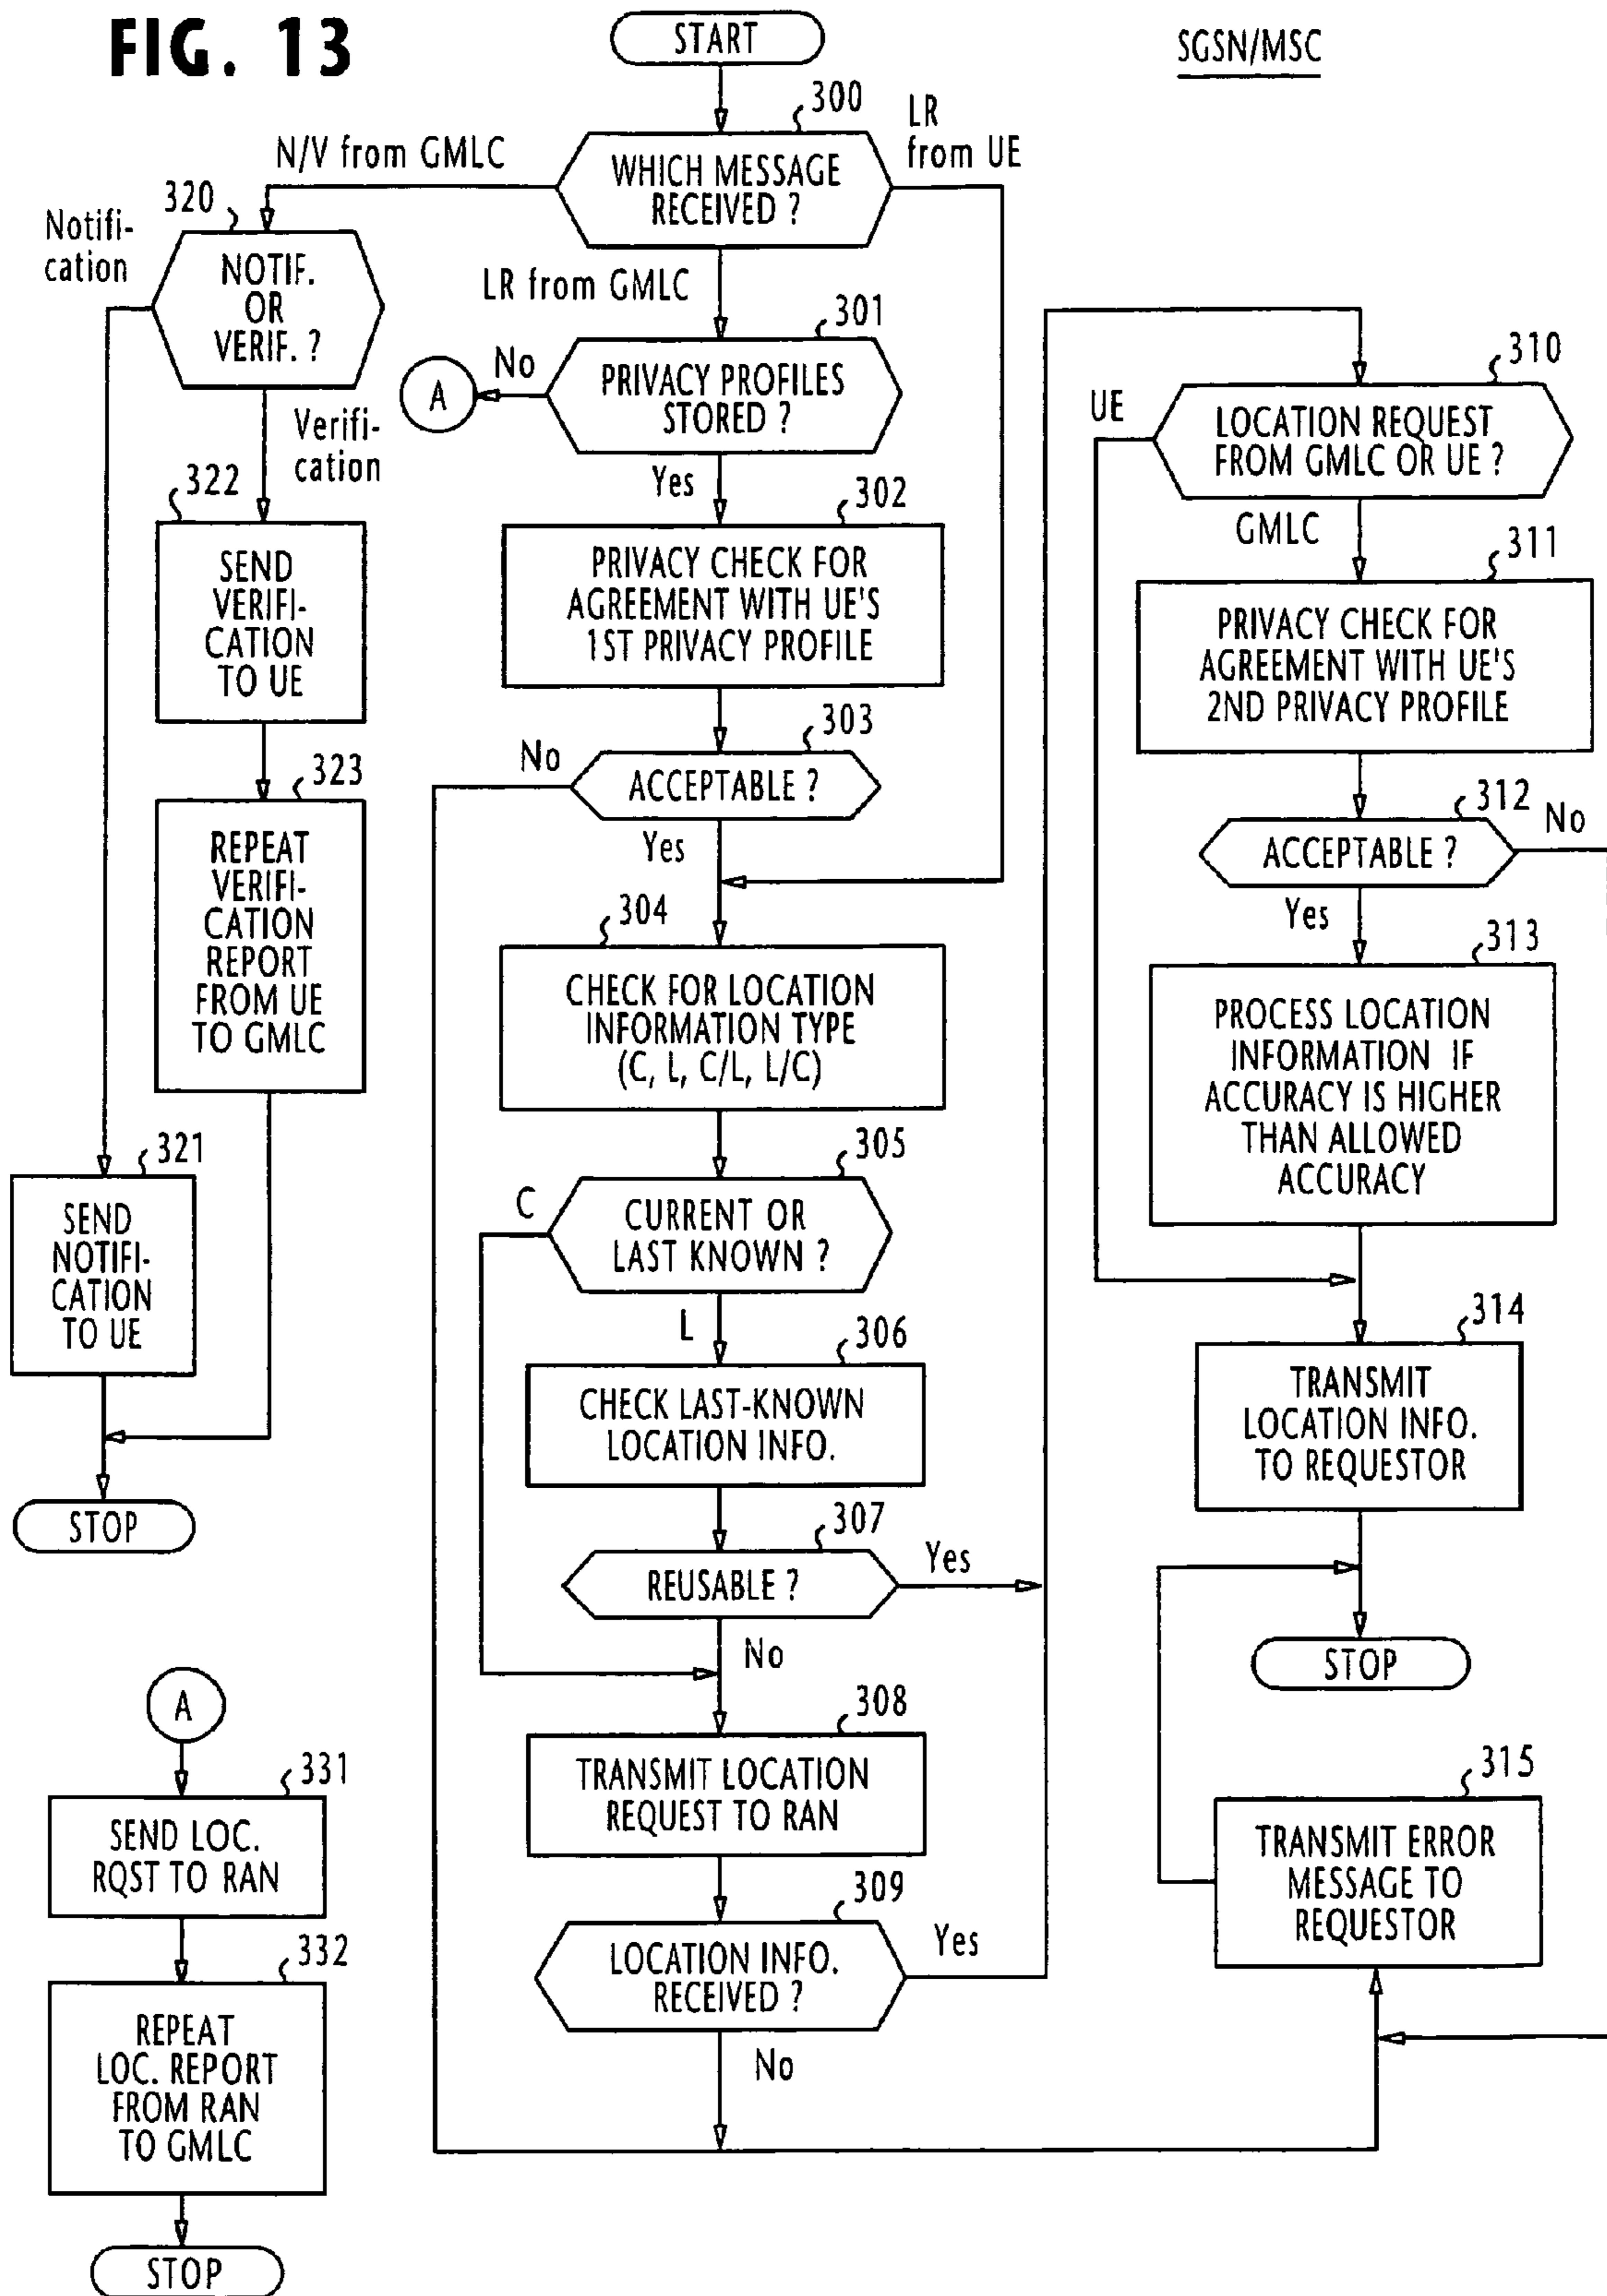 FIG. 13
SGSN/MSC
START
300
WHICH MESSAGE
RECEIVED ?
N/V from GMLC
LR
from UE
LR from GMLC
320
NOTIF.
OR
VERIF. ?
Notifi-
cation
Verifi-
cation
322
SEND
VERIFI-
CATION
TO UE
323
REPEAT
VERIFI-
CATION
REPORT
FROM UE
TO GMLC
321
SEND
NOTIFI-
CATION
TO UE
STOP
301
PRIVACY PROFILES
STORED ?
No
A
Yes
302
PRIVACY CHECK FOR
AGREEMENT WITH UE'S
1ST PRIVACY PROFILE
303
ACCEPTABLE ?
No
Yes
304
CHECK FOR LOCATION
INFORMATION TYPE
(C, L, C/L, L/C)
305
CURRENT OR
LAST KNOWN ?
C
L
306
CHECK LAST-KNOWN
LOCATION INFO.
307
REUSABLE ?
Yes
No
308
TRANSMIT LOCATION
REQUEST TO RAN
309
LOCATION INFO.
RECEIVED ?
Yes
No
310
LOCATION REQUEST
FROM GMLC OR UE ?
UE
GMLC
311
PRIVACY CHECK FOR
AGREEMENT WITH UE'S
2ND PRIVACY PROFILE
312
ACCEPTABLE ?
No
Yes
313
PROCESS LOCATION
INFORMATION IF
ACCURACY IS HIGHER
THAN ALLOWED
ACCURACY
314
TRANSMIT
LOCATION INFO.
TO REQUESTOR
STOP
315
TRANSMIT ERROR
MESSAGE TO
REQUESTOR
A
331
SEND LOC.
RQST TO RAN
332
REPEAT
LOC. REPORT
FROM RAN
TO GMLC
STOP